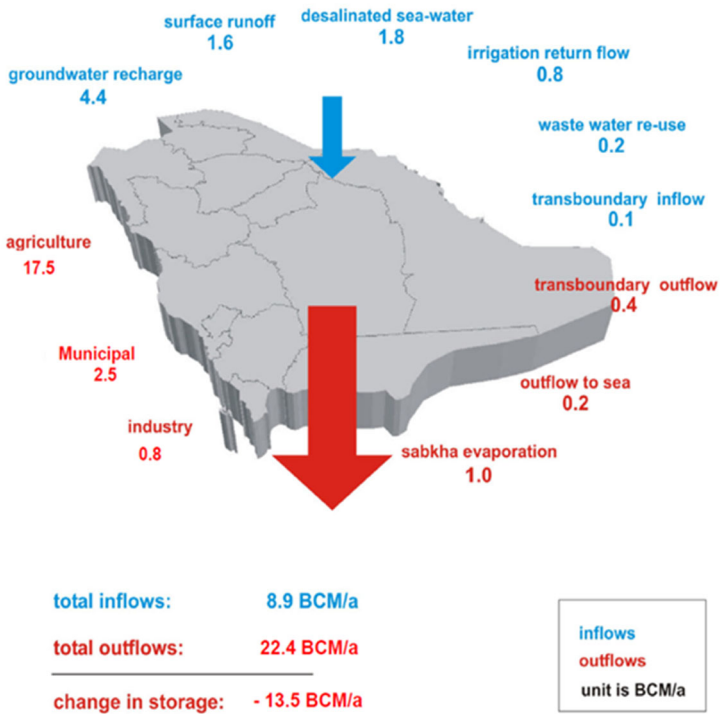 desalinated sea-water
1.8
surface runoff
1.6
irrigation return flow
0.8
groundwater recharge
4.4
waste water re-use
0.2
transboundary inflow
0.1
agriculture
17.5
transboundary outflow
0.4
Municipal
2.5
outflow to sea
0.2
industry
0.8
sabkha evaporation
1.0
total inflows: 8.9 BCM/a
total outflows: 22.4 BCM/a
change in storage: - 13.5 BCM/a
inflows
outflows
unit is BCM/a